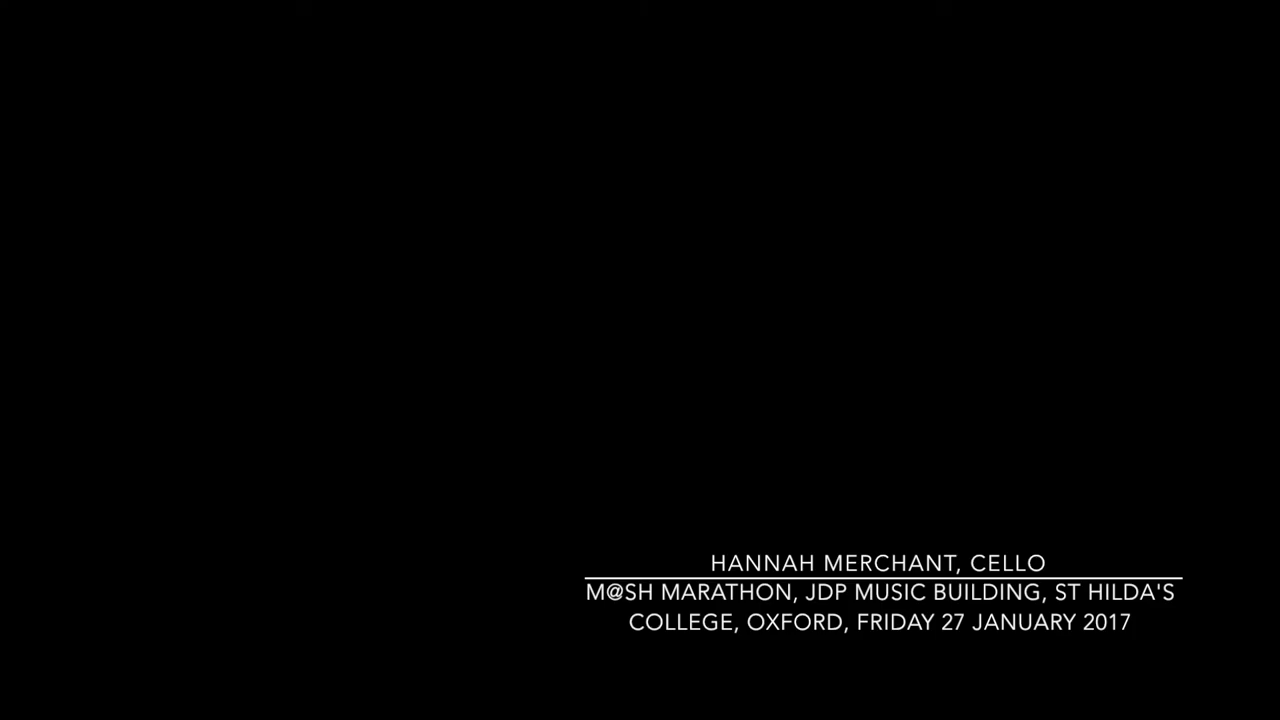 HANNAH MERCHANT, CELLO
M@SH MARATHON, JDP MUSIC BUILDING, ST HILDA'S
COLLEGE, OXFORD, FRIDAY 27 JANUARY 2017